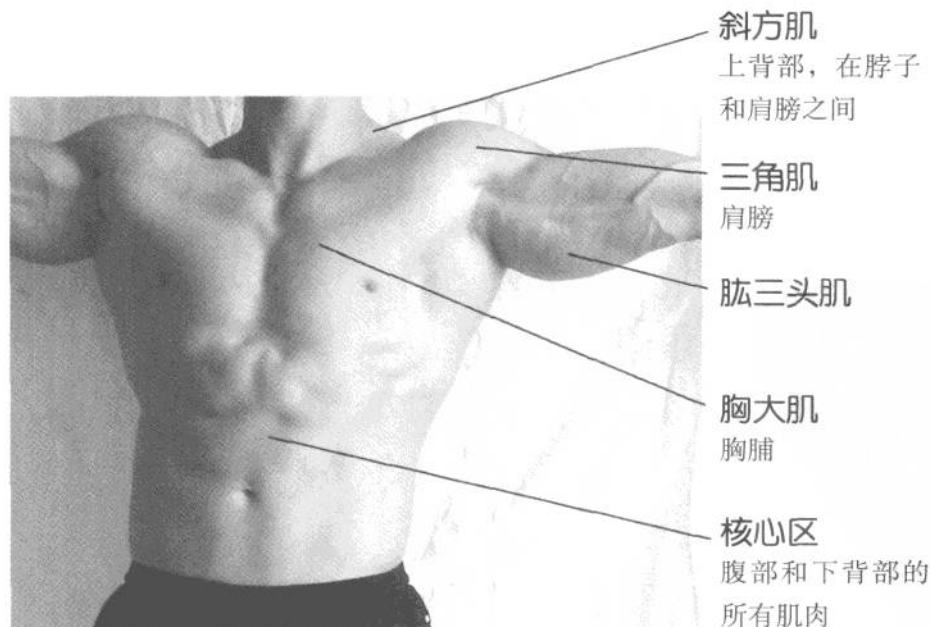 斜方肌
上背部，在脖子
和肩膀之间
三角肌
肩膀
肱三头肌
胸大肌
胸脯
核心区
腹部和下背部的
所有肌肉